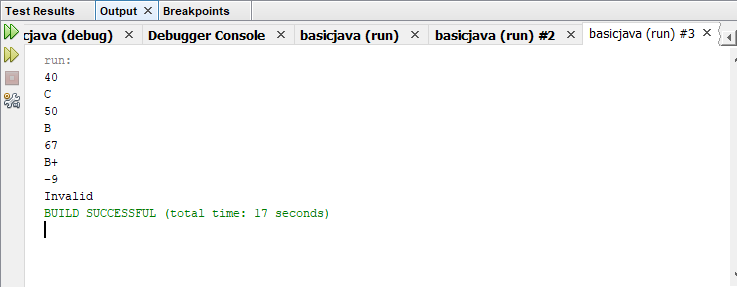 Test Results Output Breakpoints
cjava (debug) Debugger Console basicjava (run) basicjava (run) #2 basicjava (run) #3
run:
40
C
50
B
67
B+
-9
Invalid
BUILD SUCCESSFUL (total time: 17 seconds)